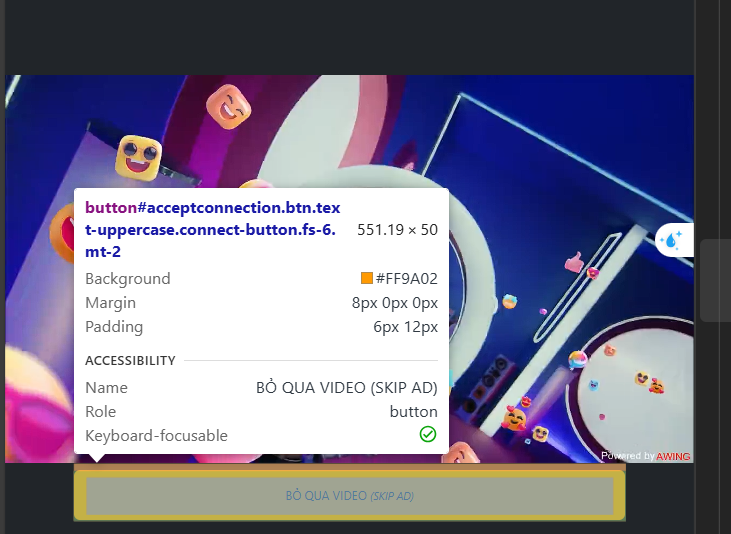 button#acceptconnection.btn.tex
t-uppercase.connect-button.fs-6.
mt-2
551.19 × 50
Background #FF9A02
Margin 8px 0px 0px
Padding 6px 12px
ACCESSIBILITY
Name BỎ QUA VIDEO (SKIP AD)
Role button
Keyboard-focusable
Powered by AWING
BỎ QUA VIDEO (SKIP AD)